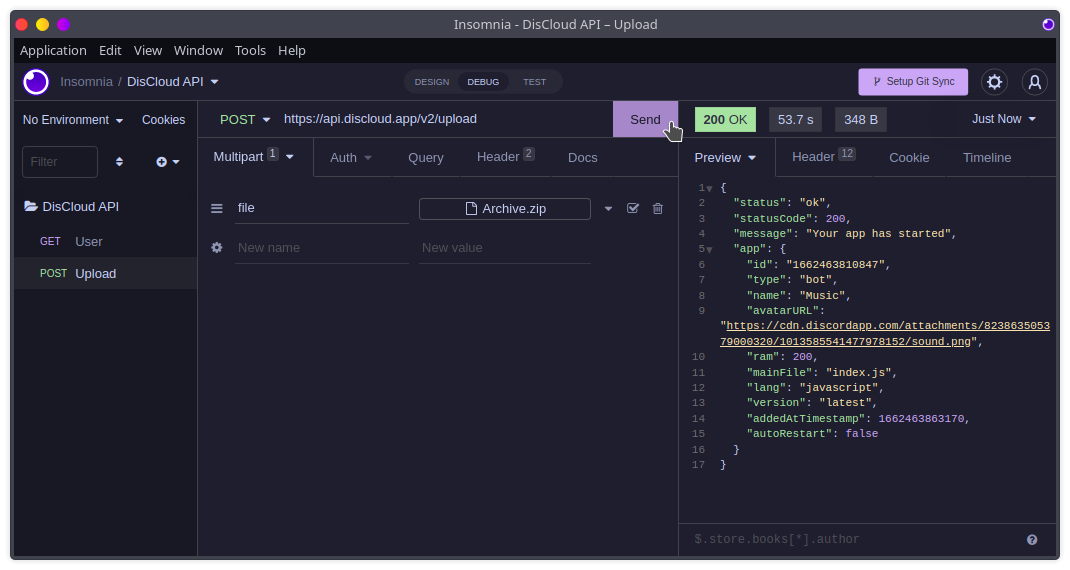 Insomnia - DisCloud API – Upload
Application Edit View Window Tools Help
Insomnia / DisCloud API
DESIGN DEBUG TEST
Setup Git Sync
No Environment Cookies
POST https://api.discloud.app/v2/upload Send
200 OK 53.7 s 348 B Just Now
Filter
Multipart 1 Auth Query Header 2 Docs
Preview Header 12 Cookie Timeline
DisCloud API
GET User
POST Upload
file Archive.zip
New name New value
1 {
2 "status": "ok",
3 "statusCode": 200,
4 "message": "Your app has started",
5 "app": {
6 "id": "1662463810847",
7 "type": "bot",
8 "name": "Music",
9 "avatarURL":
"https://cdn.discordapp.com/attachments/8238635053
79000320/1013585541477978152/sound.png",
10 "ram": 200,
11 "mainFile": "index.js",
12 "lang": "javascript",
13 "version": "latest",
14 "addedAtTimestamp": 1662463863170,
15 "autoRestart": false
16 }
17 }
$.store.books[*].author